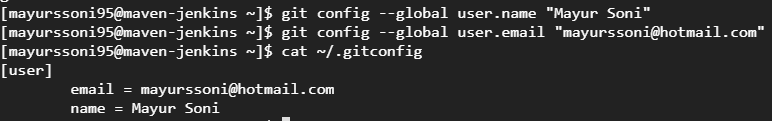 [mayurssoni95@maven-jenkins ~]$ git config --global user.name "Mayur Soni"
[mayurssoni95@maven-jenkins ~]$ git config --global user.email "mayurssoni@hotmail.com"
[mayurssoni95@maven-jenkins ~]$ cat ~/.gitconfig
[user]
        email = mayurssoni@hotmail.com
        name = Mayur Soni